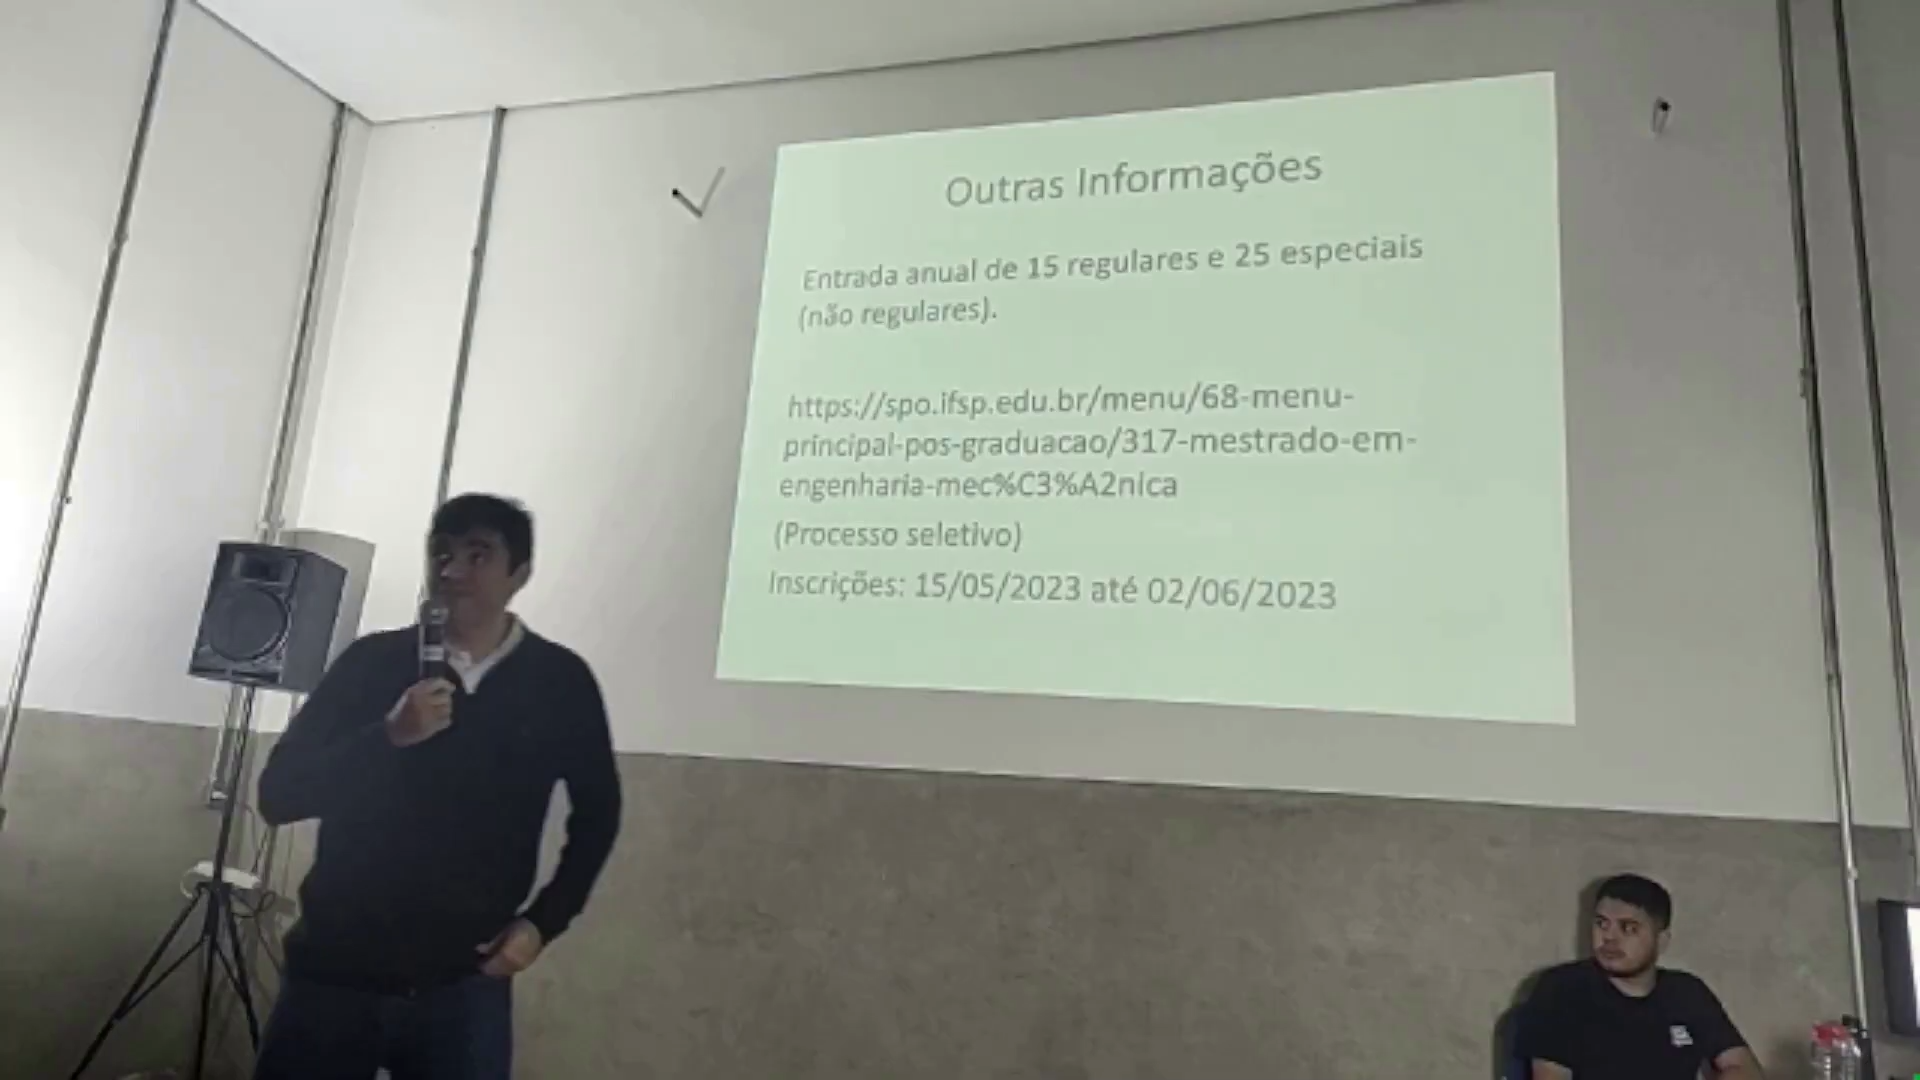 Outras Informações
Entrada anual de 15 regulares e 25 especiais
(não regulares).
https://spo.ifsp.edu.br/menu/68-menu-
principal-pos-graduacao/317-mestrado-em-
engenharia-mec%C3%A2nica
(Processo seletivo)
Inscrições: 15/05/2023 até 02/06/2023